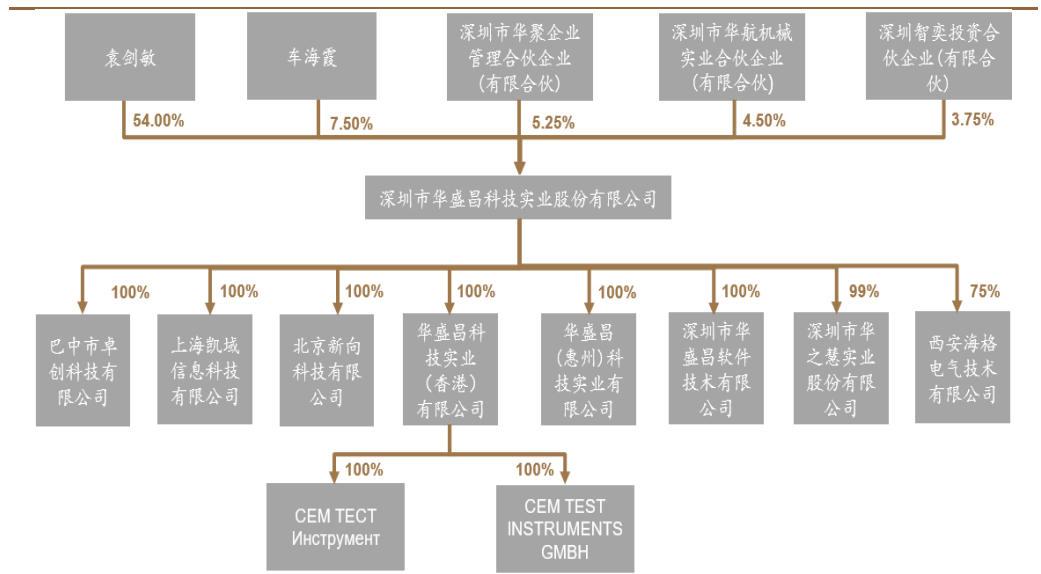 袁剑敏
车海霞
深圳市华聚企业
管理合伙企业
(有限合伙)
深圳市华航机械
实业合伙企业
(有限合伙)
深圳智奕投资合
伙企业(有限合
伙)
54.00%
7.50%
5.25%
4.50%
3.75%
深圳市华盛昌科技实业股份有限公司
100%
100%
100%
100%
100%
100%
99%
75%
巴中市卓
创科技有
限公司
上海凯域
信息科技
有限公司
北京新向
科技有限
公司
华盛昌科
技实业
(香港)
有限公司
华盛昌
(惠州)科
技实业有
限公司
深圳市华
盛昌软件
技术有限
公司
深圳市华
之慧实业
股份有限
公司
西安海格
电气技术
有限公司
100%
100%
CEM TECT
Инструмент
CEM TEST
INSTRUMENTS
GMBH